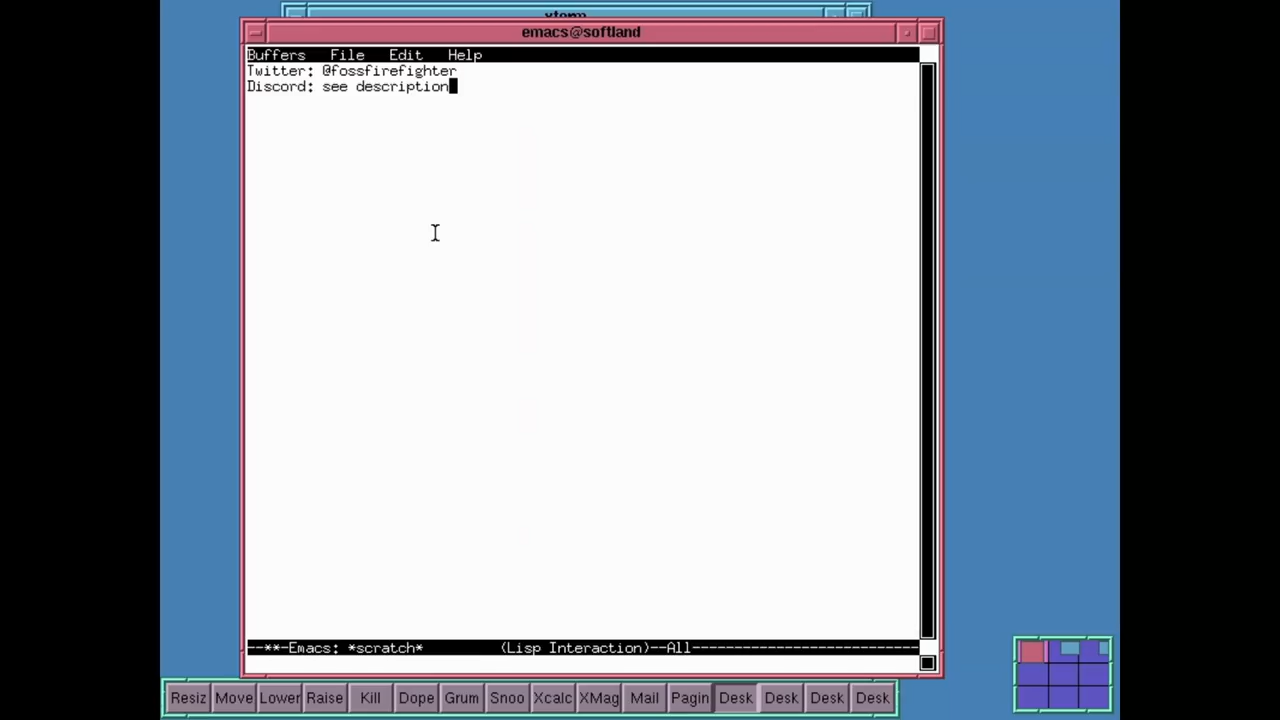 emacs@softland
Buffers File Edit Help
Twitter: @fossfirefighter
Discord: see description
--**-Emacs: *scratch* (Lisp Interaction)--All--------------------------
Resiz Move Lower Raise Kill Dope Grum Snoo Xcalc XMag Mail Pagin Desk Desk Desk Desk